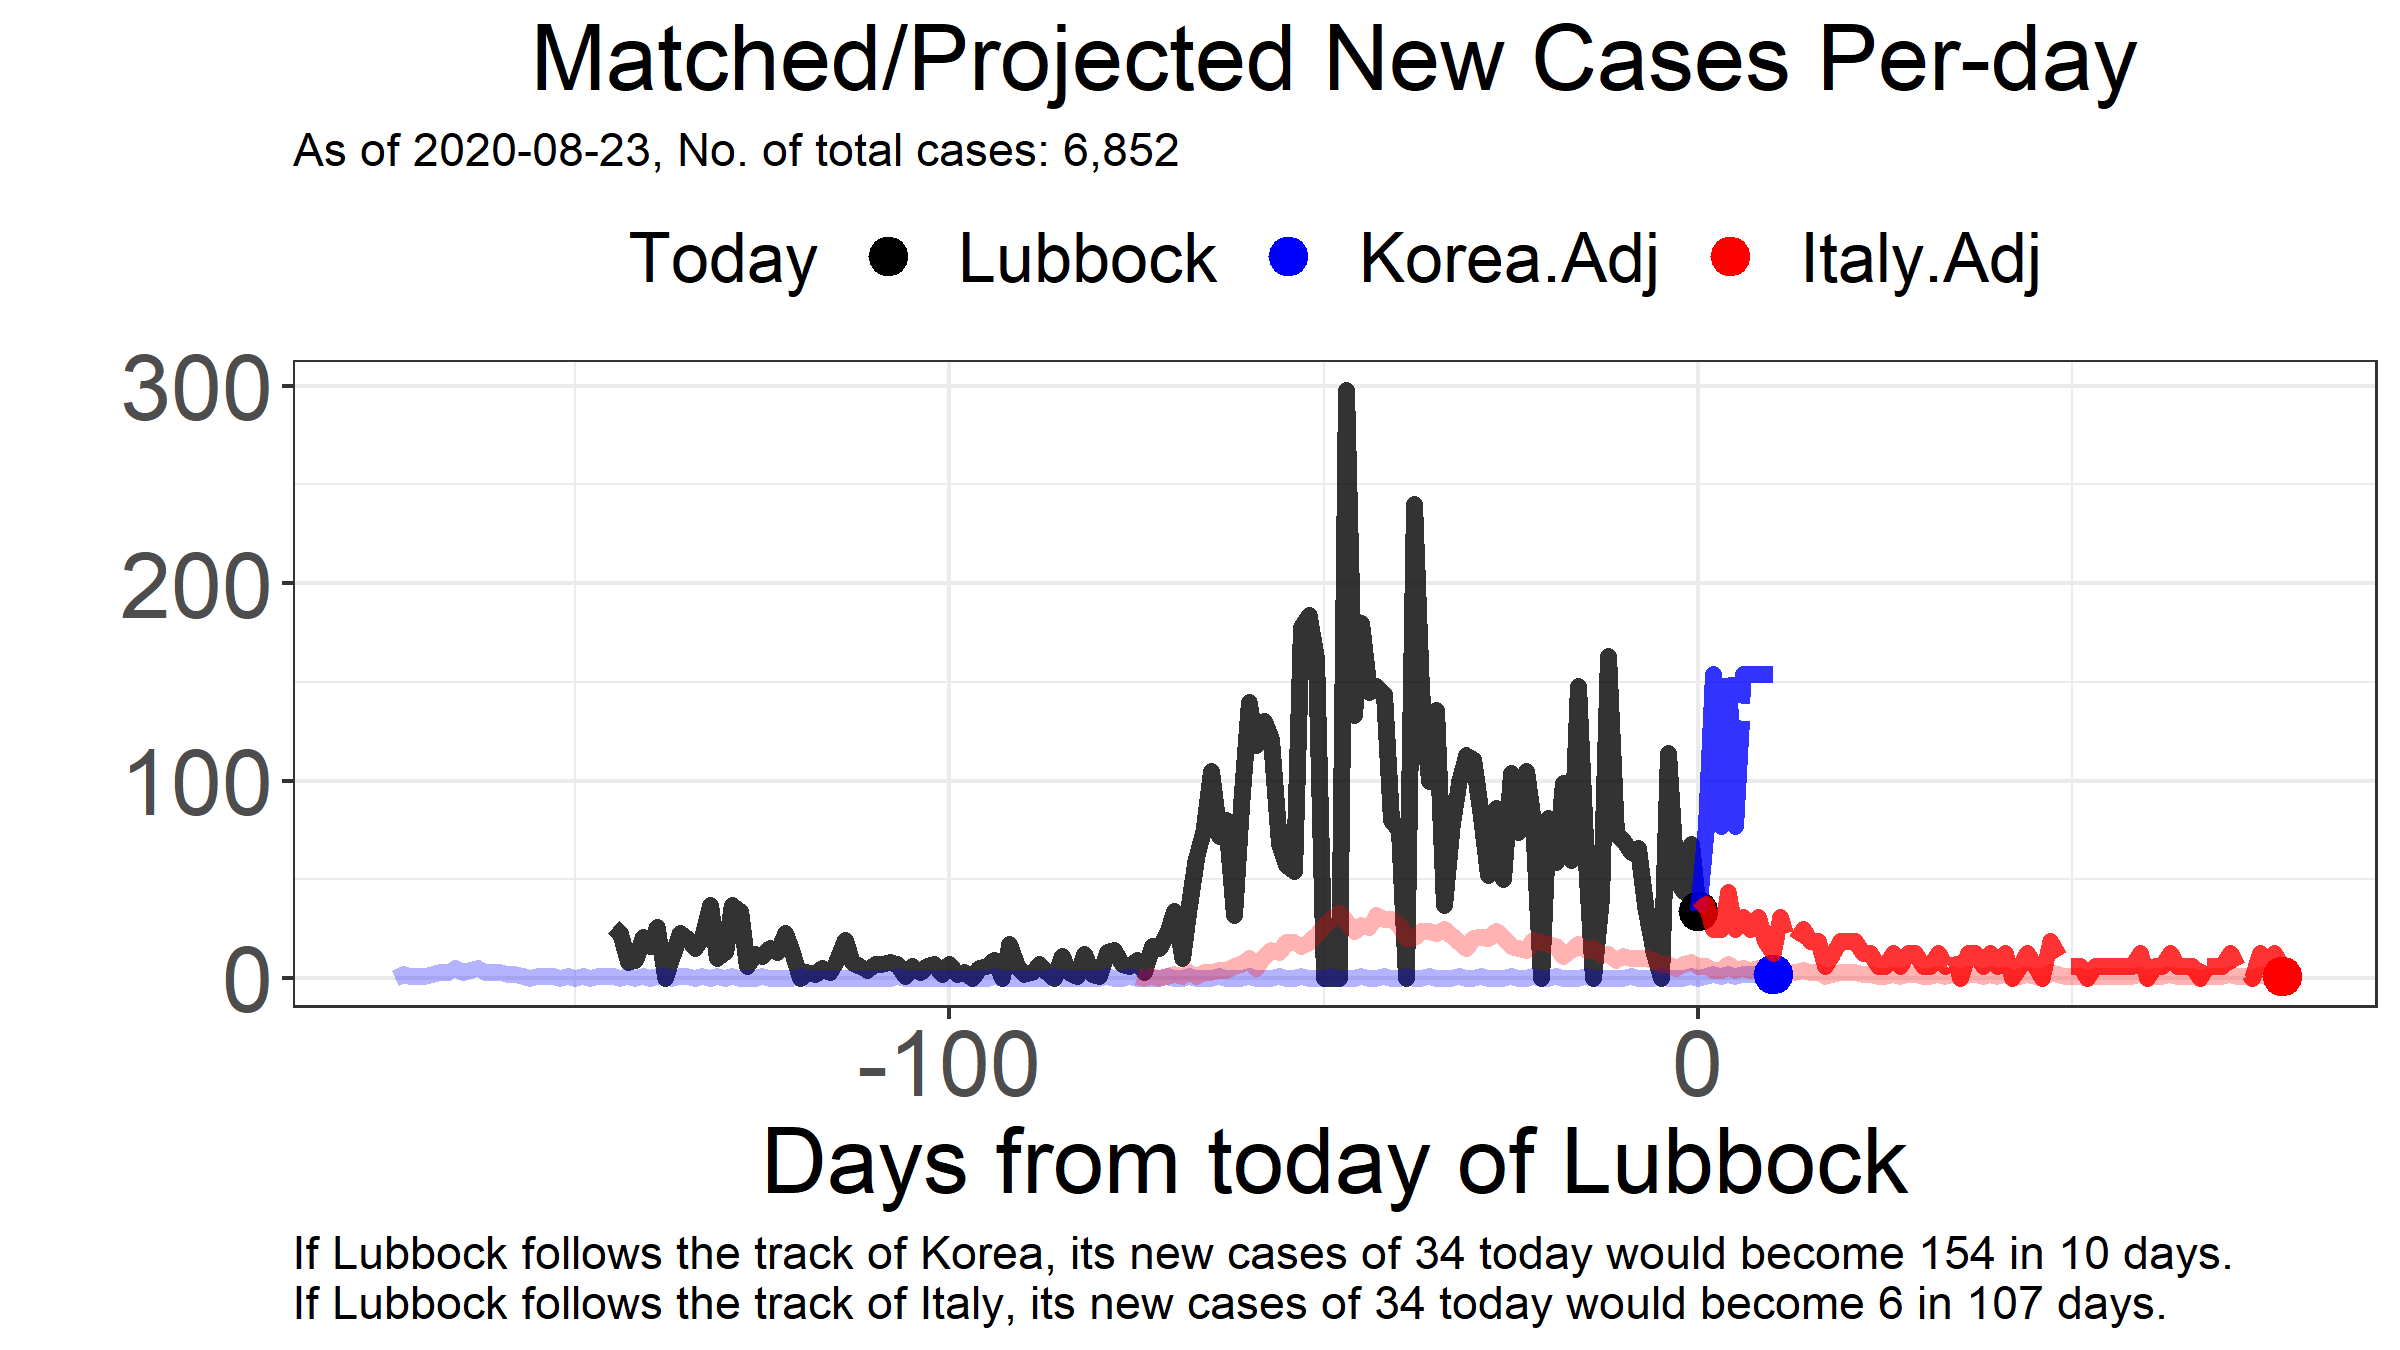 Matched/Projected New Cases Per-day
As of 2020-08-23, No. of total cases: 6,852
Today Lubbock Korea.Adj Italy.Adj
300
200
100
0
-100 0
Days from today of Lubbock
If Lubbock follows the track of Korea, its new cases of 34 today would become 154 in 10 days.
If Lubbock follows the track of Italy, its new cases of 34 today would become 6 in 107 days.